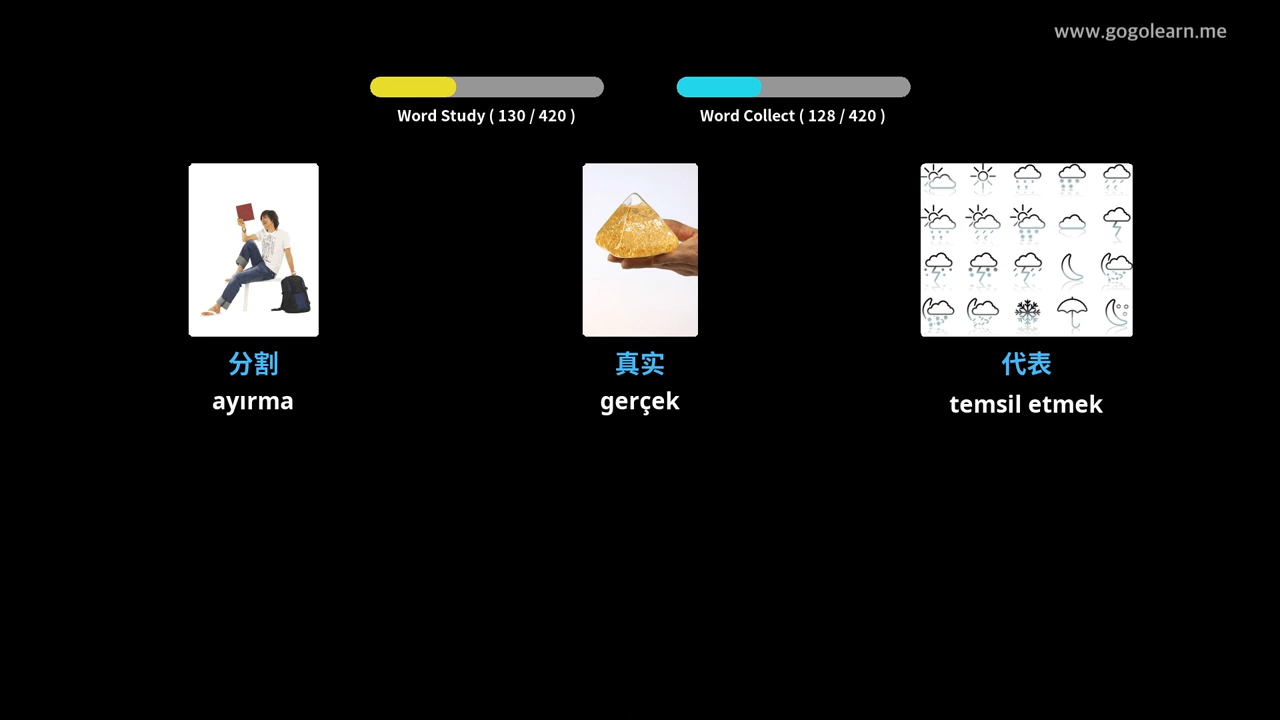 www.gogolearn.me
Word Study ( 130 / 420 )
Word Collect ( 128 / 420 )
分割
ayırma
真实
gerçek
代表
temsil etmek